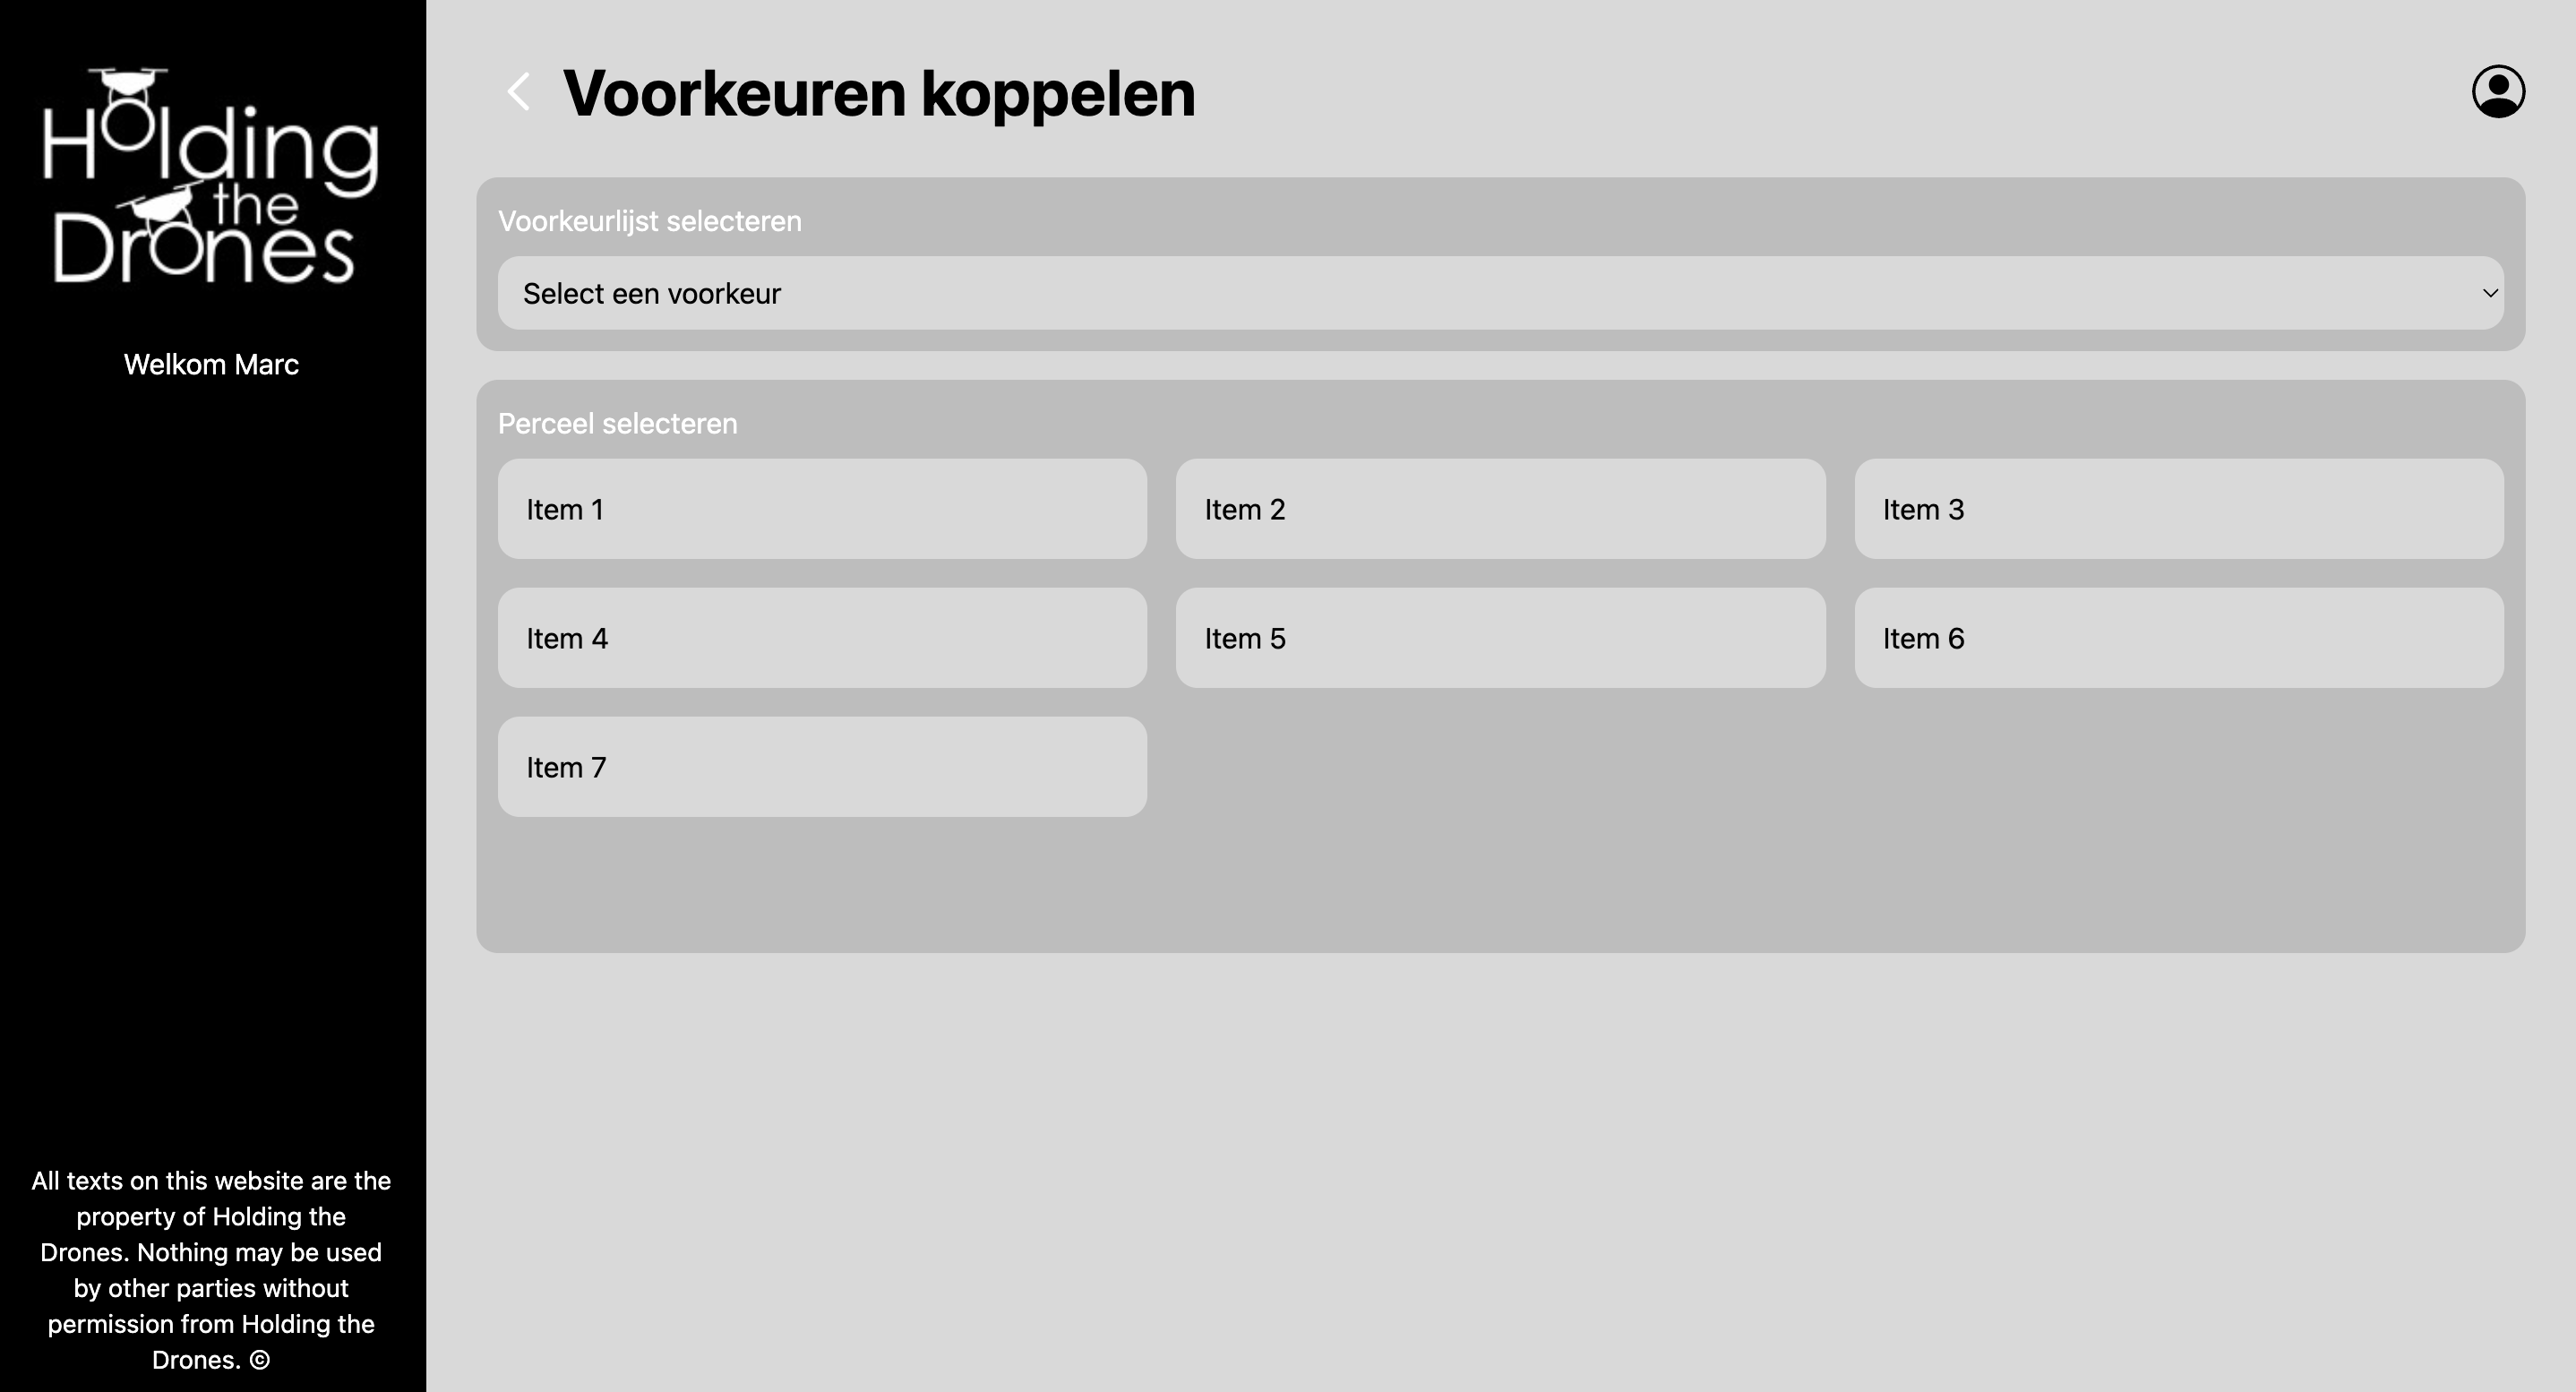 Holding
the
Drones
Welkom Marc
All texts on this website are the
property of Holding the
Drones. Nothing may be used
by other parties without
permission from Holding the
Drones. ©
Voorkeuren koppelen
Voorkeurlijst selecteren
Select een voorkeur
Perceel selecteren
Item 1
Item 2
Item 3
Item 4
Item 5
Item 6
Item 7